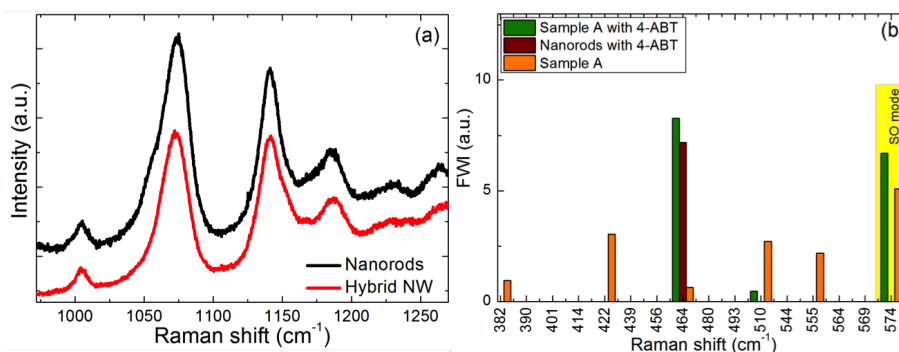 (a)
Intensity (a.u.)
Nanorods
Hybrid NW
1000 1050 1100 1150 1200 1250
Raman shift (cm⁻¹)
(b
Sample A with 4-ABT
Nanorods with 4-ABT
Sample A
SO mode
FWI (a.u.)
10
5
0
382 390 401 414 422 439 456 464 480 493 510 544 555 564 569 574
Raman shift (cm⁻¹)